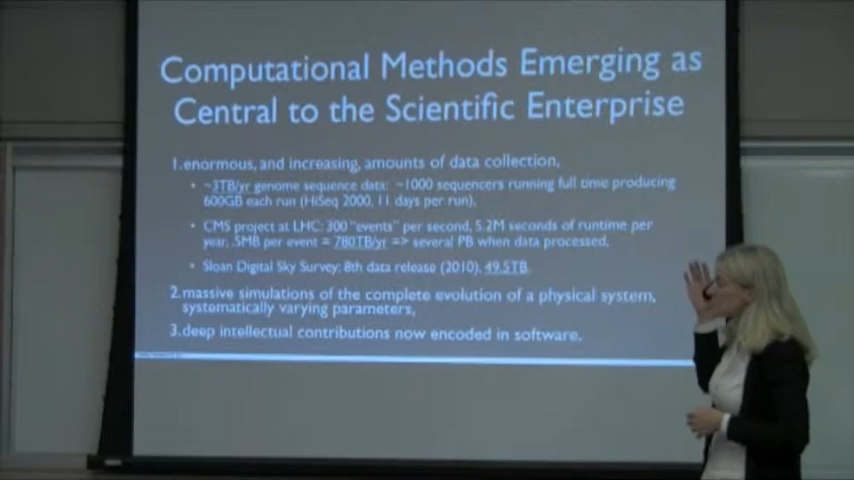 Computational Methods Emerging as
Central to the Scientific Enterprise
1.enormous, and increasing, amounts of data collection,
• ~3TB/yr genome sequence data: ~1000 sequencers running full time producing
600GB each run (HiSeq 2000, 11 days per run),
• CMS project at LHC: 300 "events" per second, 5.2M seconds of runtime per
year, .5MB per event = 780TB/yr => several PB when data processed,
• Sloan Digital Sky Survey: 8th data release (2010), 49.5TB.
2.massive simulations of the complete evolution of a physical system,
systematically varying parameters,
3.deep intellectual contributions now encoded in software.